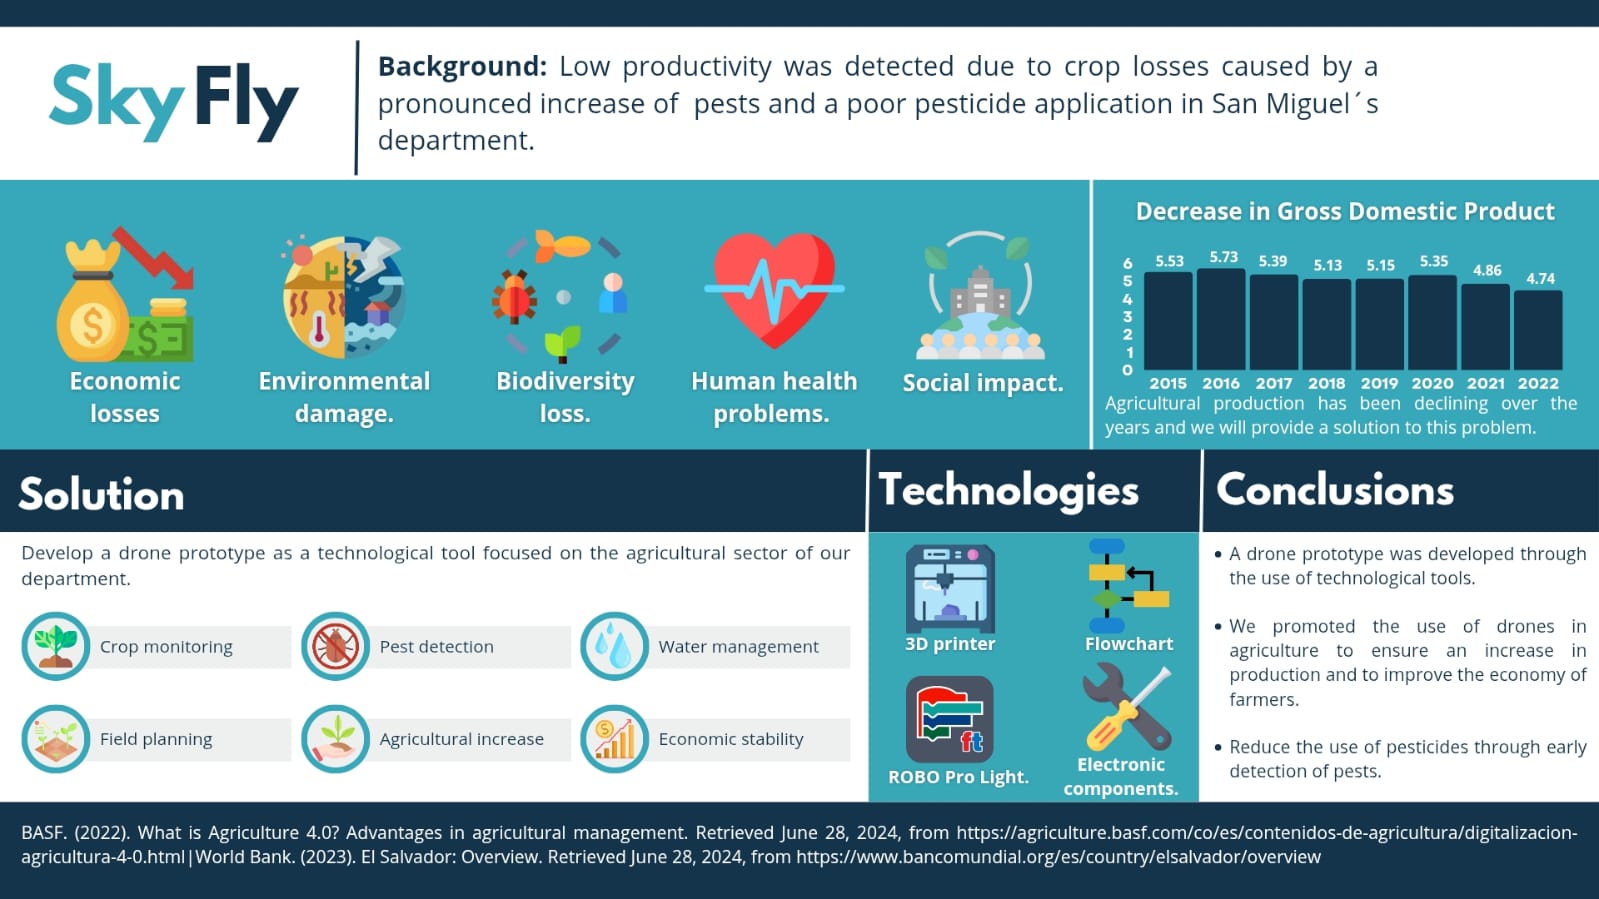 Sky Fly
Background: Low productivity was detected due to crop losses caused by a
pronounced increase of pests and a poor pesticide application in San Miguel´s
department.
Economic
losses
Environmental
damage.
Biodiversity
loss.
Human health
problems.
Social impact.
Decrease in Gross Domestic Product
6
5
4
3
2
1
0
5.53
5.73
5.39
5.13
5.15
5.35
4.86
4.74
2015 2016 2017 2018 2019 2020 2021 2022
Agricultural production has been declining over the
years and we will provide a solution to this problem.
Solution
Develop a drone prototype as a technological tool focused on the agricultural sector of our
department.
Crop monitoring
Pest detection
Water management
Field planning
Agricultural increase
Economic stability
Technologies
3D printer
Flowchart
ft
ROBO Pro Light.
Electronic
components.
Conclusions
• A drone prototype was developed through
the use of technological tools.
• We promoted the use of drones in
agriculture to ensure an increase in
production and to improve the economy of
farmers.
• Reduce the use of pesticides through early
detection of pests.
BASF. (2022). What is Agriculture 4.0? Advantages in agricultural management. Retrieved June 28, 2024, from https://agriculture.basf.com/co/es/contenidos-de-agricultura/digitalizacion-
agricultura-4-0.html|World Bank. (2023). El Salvador: Overview. Retrieved June 28, 2024, from https://www.bancomundial.org/es/country/elsalvador/overview